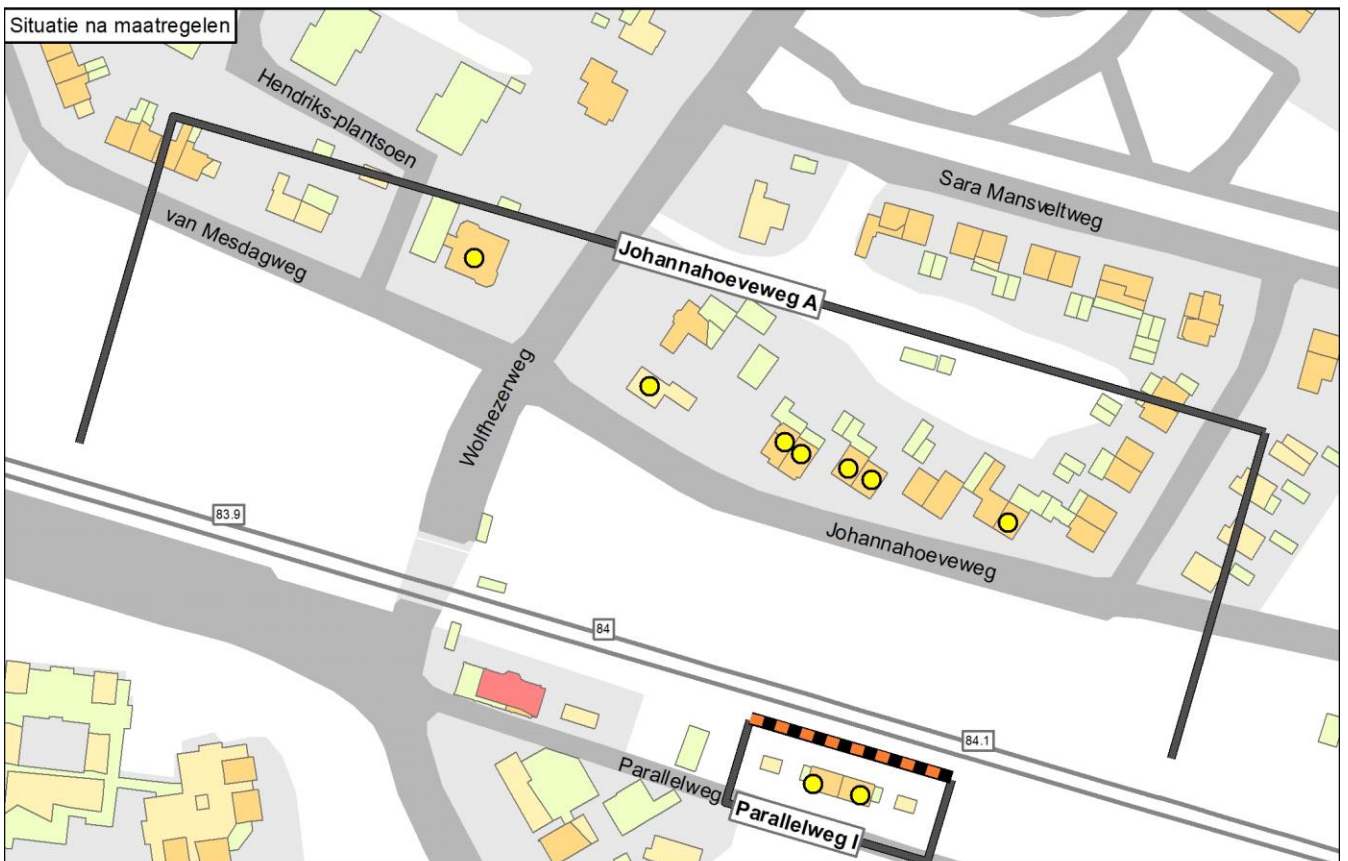 Situatie na maatregelen
Hendriks-plantsoen
van Mesdagweg
Sara Mansveltweg
Johannahoeveweg A
Wolfhezerweg
83.9
Johannahoeveweg
84
84.1
Parallelweg
Parallelweg I